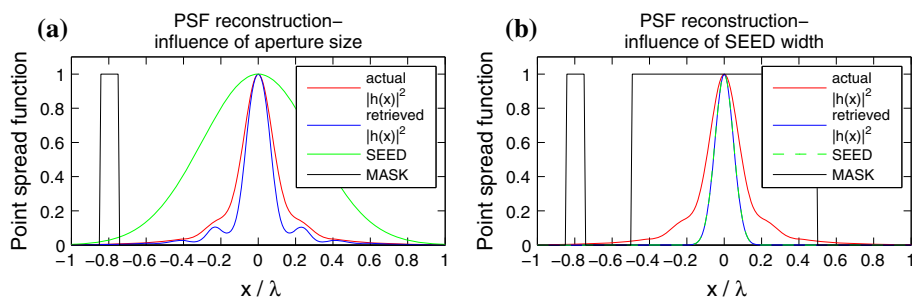 (a)
PSF reconstruction–
influence of aperture size
Point spread function
1
0.8
0.6
0.4
0.2
0
actual
|h(x)|²
retrieved
|h(x)|²
SEED
MASK
−1 −0.8 −0.6 −0.4 −0.2 0 0.2 0.4 0.6 0.8 1
x / λ
(b)
PSF reconstruction–
influence of SEED width
Point spread function
1
0.8
0.6
0.4
0.2
0
actual
|h(x)|²
retrieved
|h(x)|²
SEED
MASK
−1 −0.8 −0.6 −0.4 −0.2 0 0.2 0.4 0.6 0.8 1
x / λ